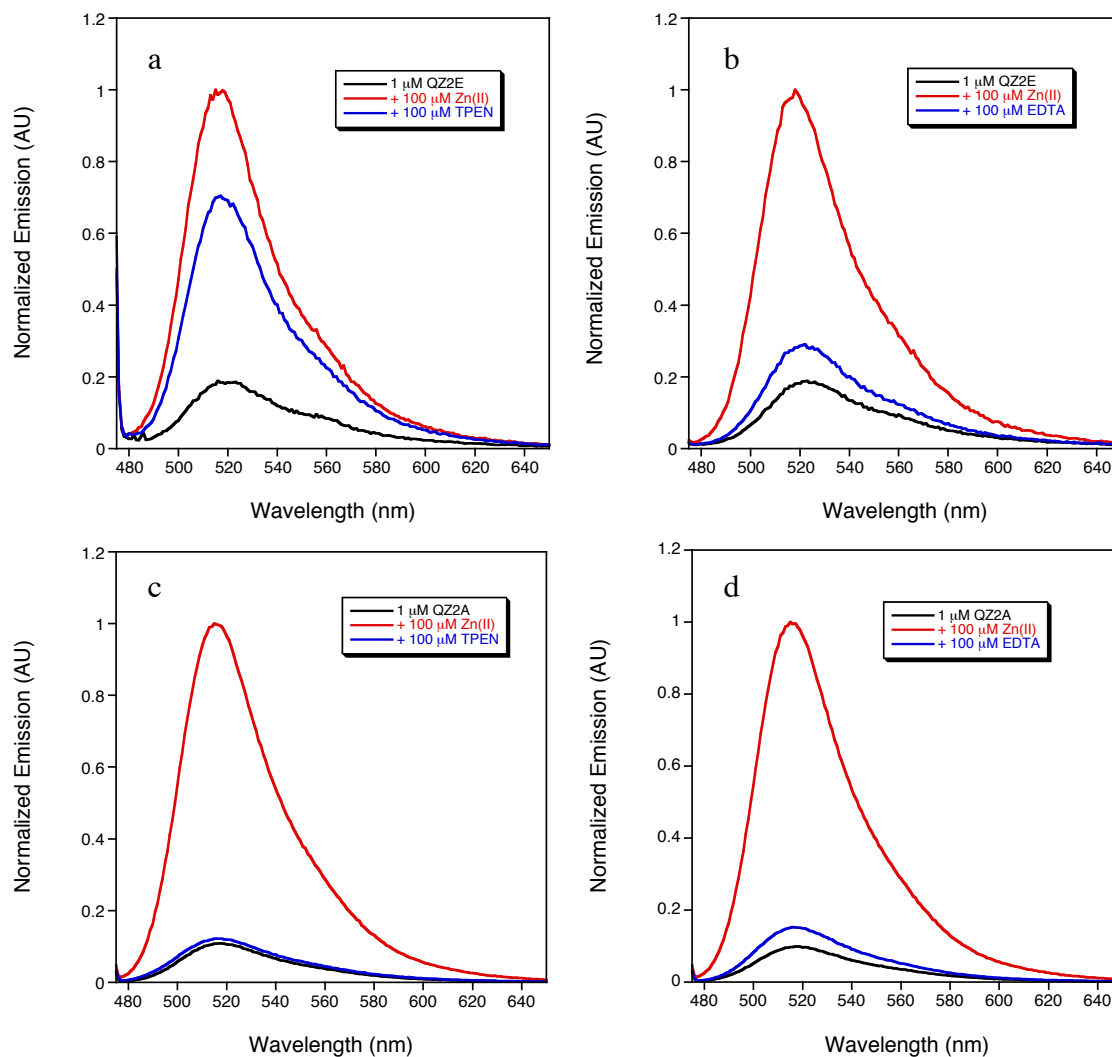 a
1 μM QZ2E
+ 100 μM Zn(II)
+ 100 μM TPEN
Normalized Emission (AU)
1.2
1
0.8
0.6
0.4
0.2
0
480 500 520 540 560 580 600 620 640
Wavelength (nm)
b
1 μM QZ2E
+ 100 μM Zn(II)
+ 100 μM EDTA
Normalized Emission (AU)
1.2
1
0.8
0.6
0.4
0.2
0
480 500 520 540 560 580 600 620 640
Wavelength (nm)
c
1 μM QZ2A
+ 100 μM Zn(II)
+ 100 μM TPEN
Normalized Emission (AU)
1.2
1
0.8
0.6
0.4
0.2
0
480 500 520 540 560 580 600 620 640
Wavelength (nm)
d
1 μM QZ2A
+ 100 μM Zn(II)
+ 100 μM EDTA
Normalized Emission (AU)
1.2
1
0.8
0.6
0.4
0.2
0
480 500 520 540 560 580 600 620 640
Wavelength (nm)